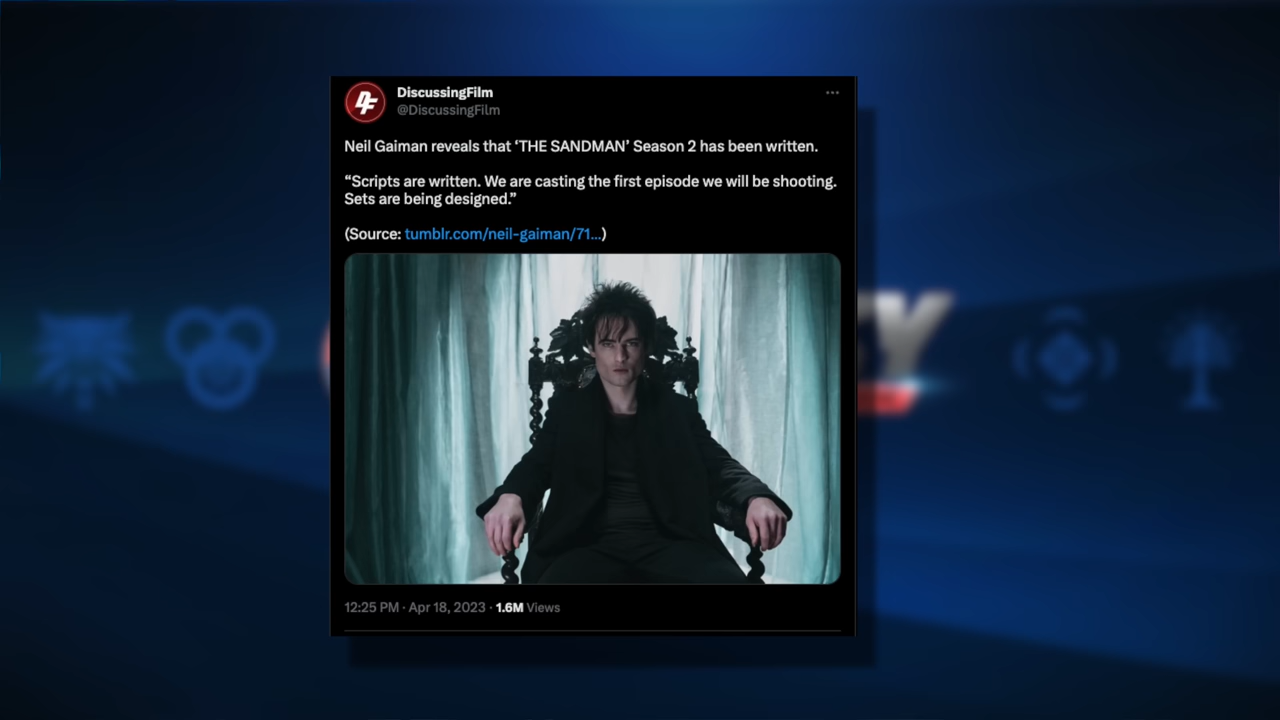 DiscussingFilm
@DiscussingFilm
Neil Gaiman reveals that ‘THE SANDMAN’ Season 2 has been written.
“Scripts are written. We are casting the first episode we will be shooting.
Sets are being designed.”
(Source: tumblr.com/neil-gaiman/71...)
12:25 PM · Apr 18, 2023 · 1.6M Views